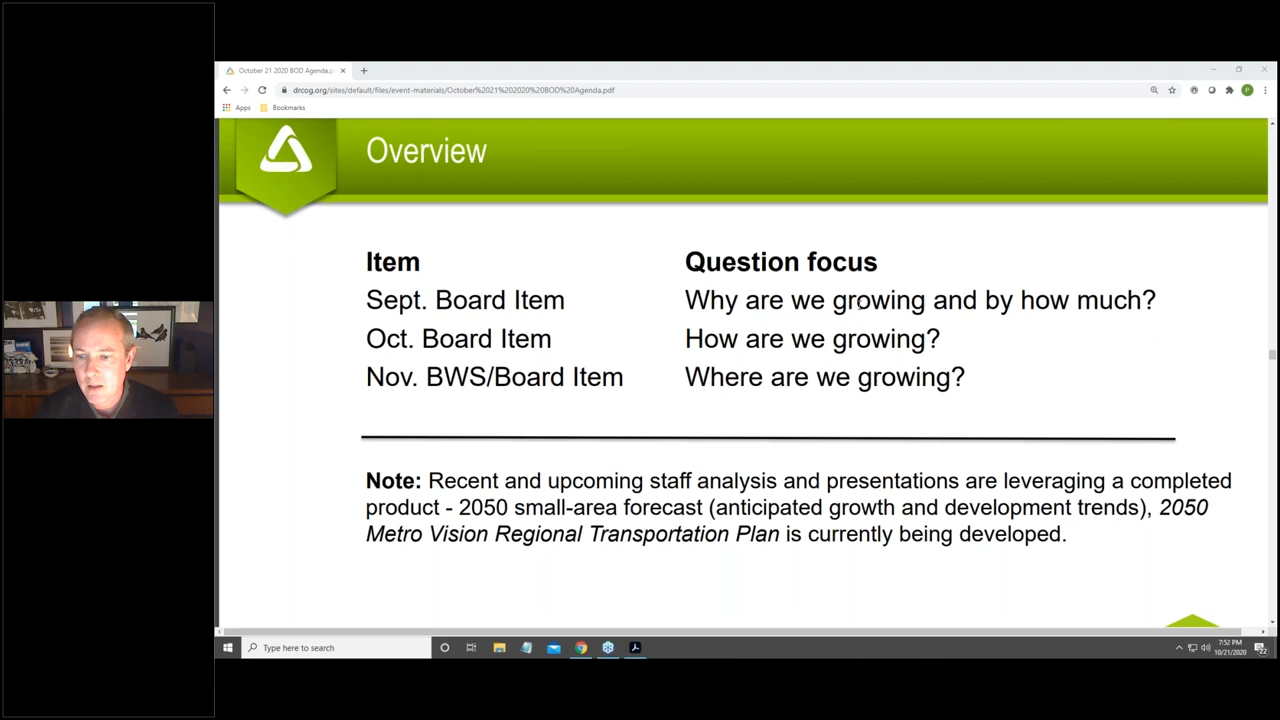 October 21 2020 BOD Agenda.p
drcog.org/sites/default/files/event-materials/October%2021%202020%20BOD%20Agenda.pdf
P
Apps Bookmarks
Overview
Item Question focus
Sept. Board Item Why are we growing and by how much?
Oct. Board Item How are we growing?
Nov. BWS/Board Item Where are we growing?
Note: Recent and upcoming staff analysis and presentations are leveraging a completed
product - 2050 small-area forecast (anticipated growth and development trends), 2050
Metro Vision Regional Transportation Plan is currently being developed.
Type here to search
7:52 PM
10/21/2020
22